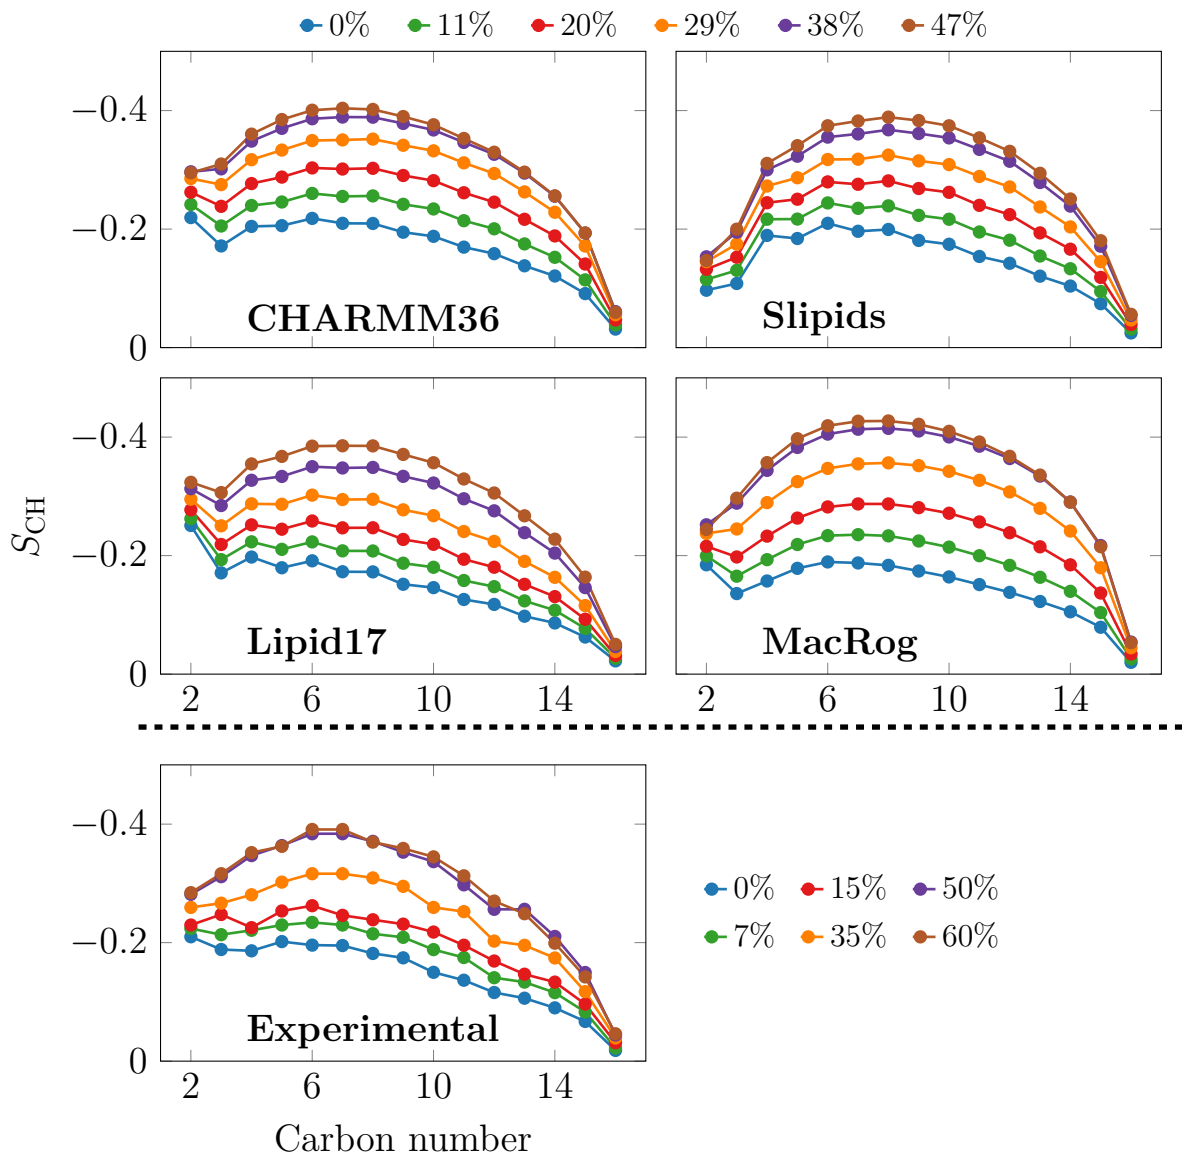 0% 11% 20% 29% 38% 47%
−0.4
−0.2
0
CHARMM36
Slipids
−0.4
−0.2
0
Lipid17
MacRog
2 6 10 14
2 6 10 14
S_CH
−0.4
−0.2
0
Experimental
2 6 10 14
Carbon number
0% 15% 50%
7% 35% 60%